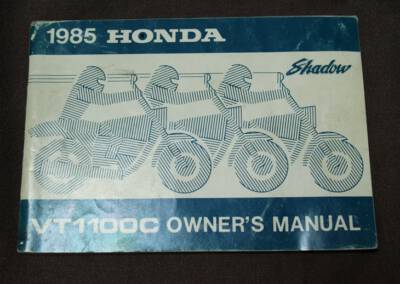 1985 HONDA
Shadow
VT1100C OWNER'S MANUAL